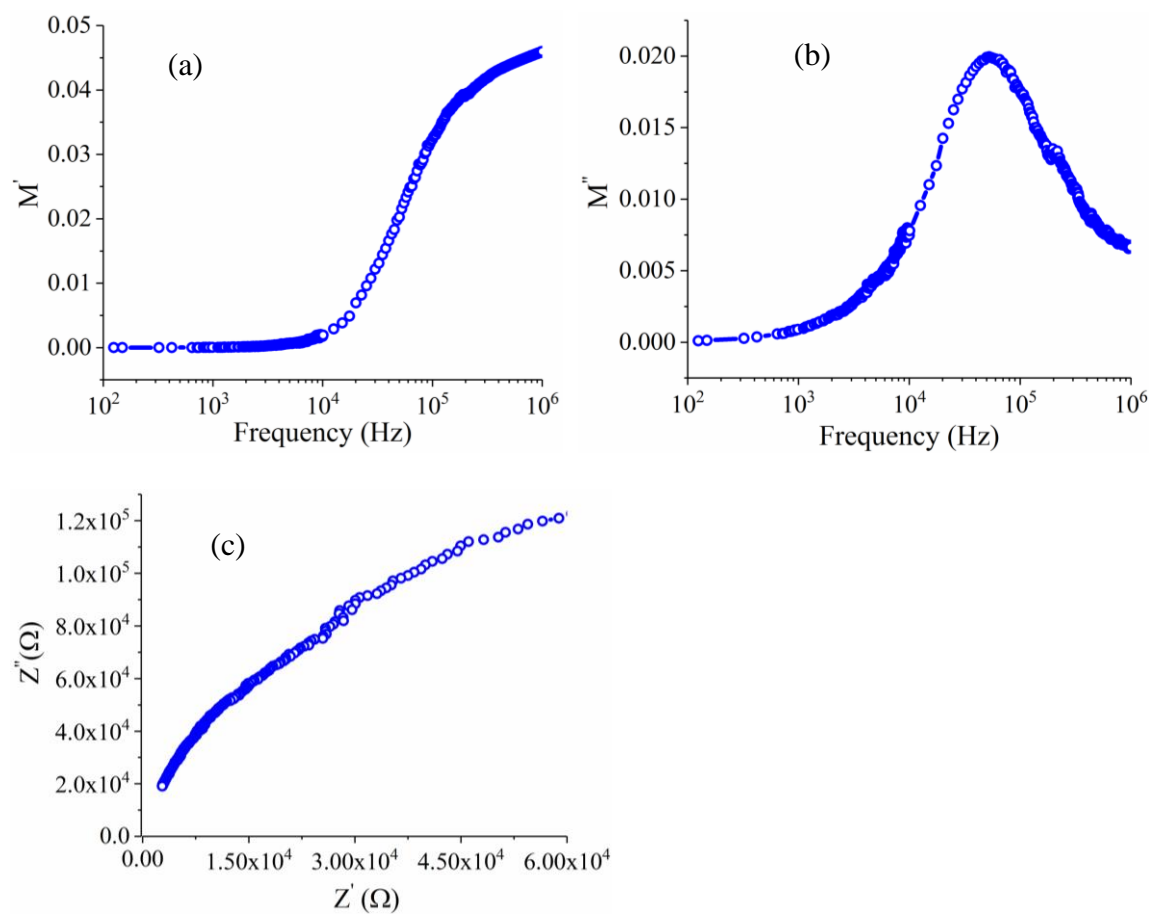 (a)
0.05
0.04
0.03
0.02
0.01
0.00
M'
10² 10³ 10⁴ 10⁵ 10⁶
Frequency (Hz)
(b)
0.020
0.015
0.010
0.005
0.000
M"
10² 10³ 10⁴ 10⁵ 10⁶
Frequency (Hz)
(c)
1.2x10⁵
1.0x10⁵
8.0x10⁴
6.0x10⁴
4.0x10⁴
2.0x10⁴
0.0
Z"(Ω)
0.00 1.50x10⁴ 3.00x10⁴ 4.50x10⁴ 6.00x10⁴
Z' (Ω)